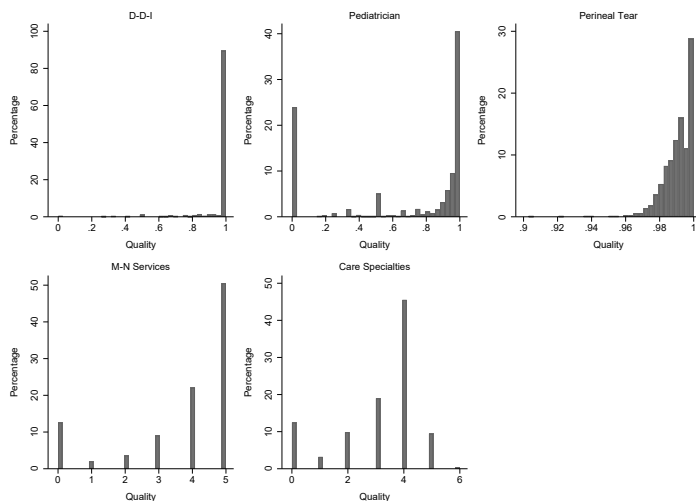 D-D-I
Percentage
100
80
60
40
20
0
0 .2 .4 .6 .8 1
Quality
Pediatrician
Percentage
40
30
20
10
0
0 .2 .4 .6 .8 1
Quality
Perineal Tear
Percentage
30
20
10
0
.9 .92 .94 .96 .98 1
Quality
M-N Services
Percentage
50
40
30
20
10
0
0 1 2 3 4 5
Quality
Care Specialties
Percentage
50
40
30
20
10
0
0 2 4 6
Quality